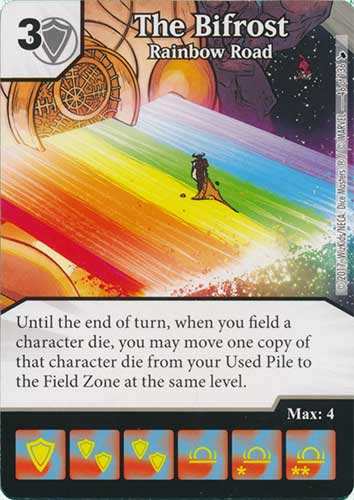 3
The Bifrost
Rainbow Road
Until the end of turn, when you field a
character die, you may move one copy of
that character die from your Used Pile to
the Field Zone at the same level.
Max: 4
*
**